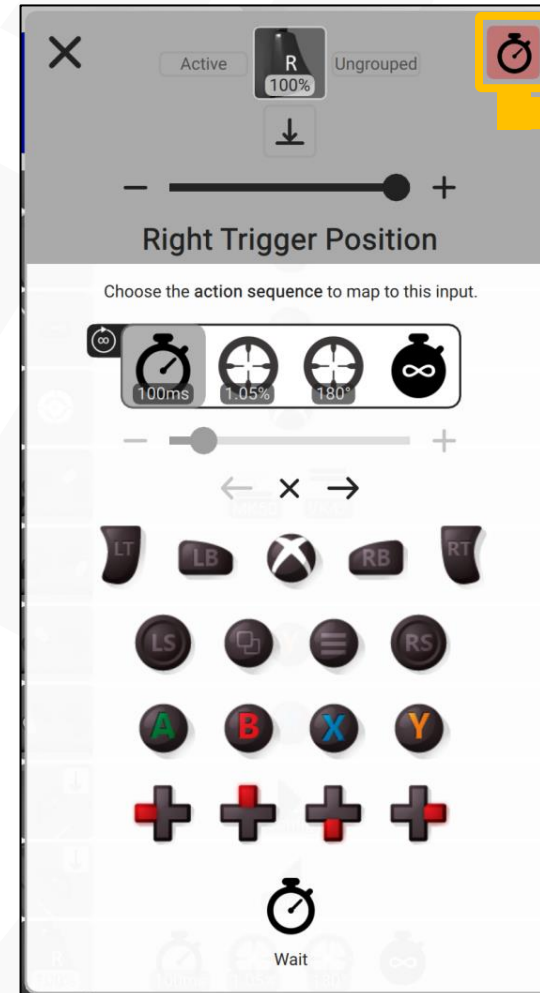 Active
R
Ungrouped
100%
Right Trigger Position
Choose the action sequence to map to this input.
100ms
1.05%
180°
LT
LB
RB
RT
LS
RS
A
B
X
Y
Wait